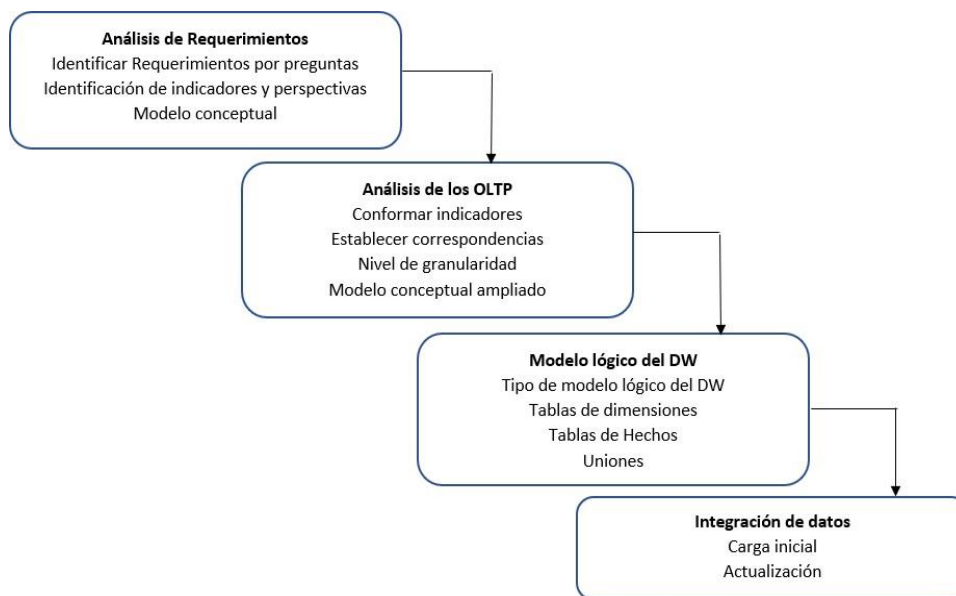 Análisis de Requerimientos
Identificar Requerimientos por preguntas
Identificación de indicadores y perspectivas
Modelo conceptual
Análisis de los OLTP
Conformar indicadores
Establecer correspondencias
Nivel de granularidad
Modelo conceptual ampliado
Modelo lógico del DW
Tipo de modelo lógico del DW
Tablas de dimensiones
Tablas de Hechos
Uniones
Integración de datos
Carga inicial
Actualización